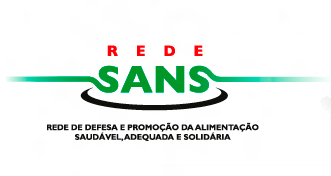 REDE
SANS
REDE DE DEFESA E PROMOÇÃO DA ALIMENTAÇÃO
SAUDÁVEL, ADEQUADA E SOLIDÁRIA